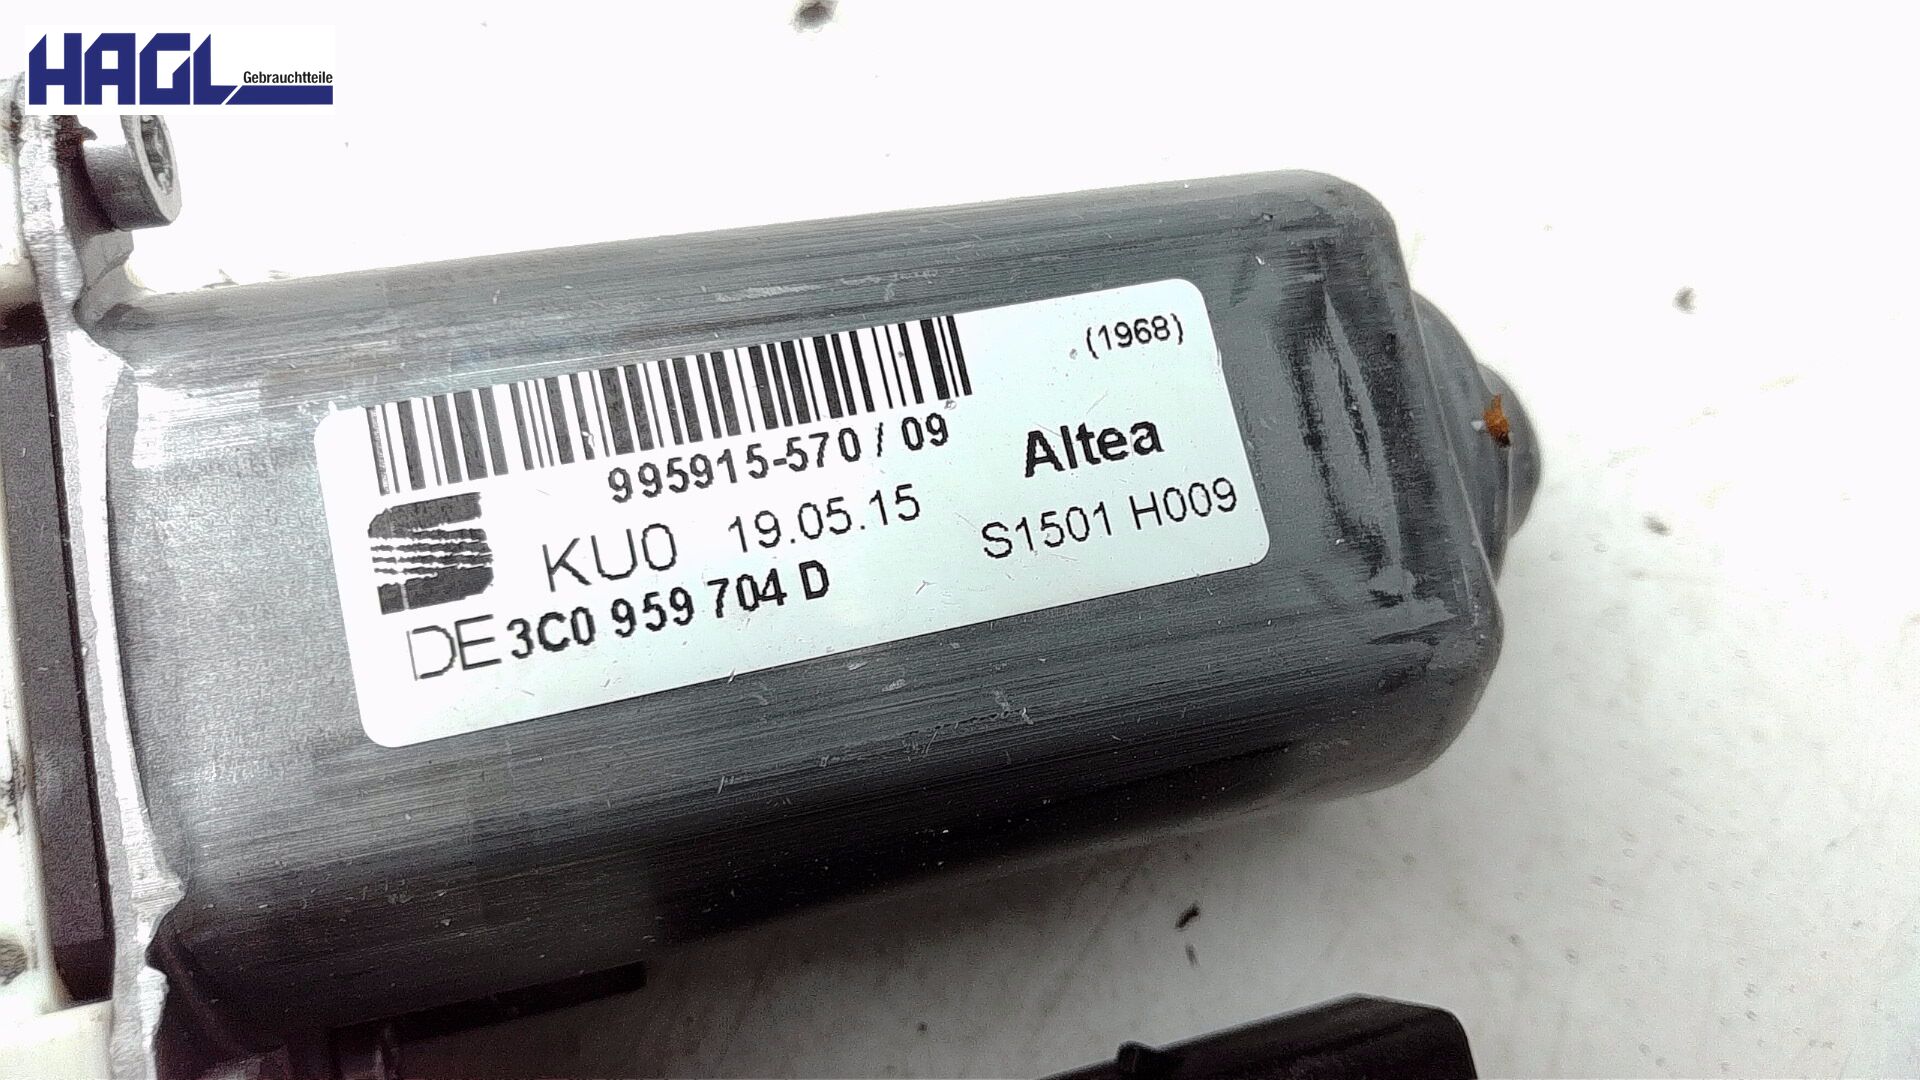 HAGL
Gebrauchtteile
(1968)
995915-570 / 09
Altea
KU0 19.05.15
S1501 H009
DE 3C0 959 704 D